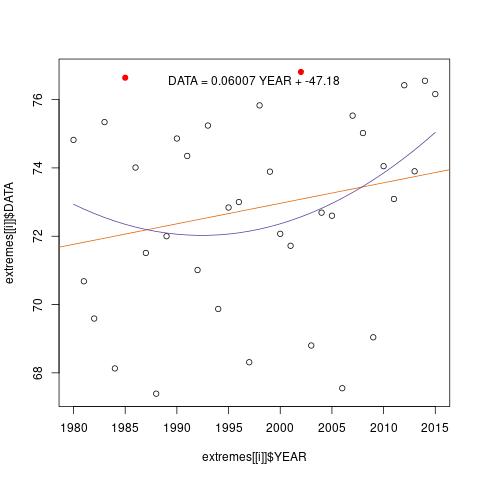 DATA = 0.06007 YEAR + -47.18
76
74
72
70
68
extremes[[i]]$DATA
1980 1985 1990 1995 2000 2005 2010 2015
extremes[[i]]$YEAR